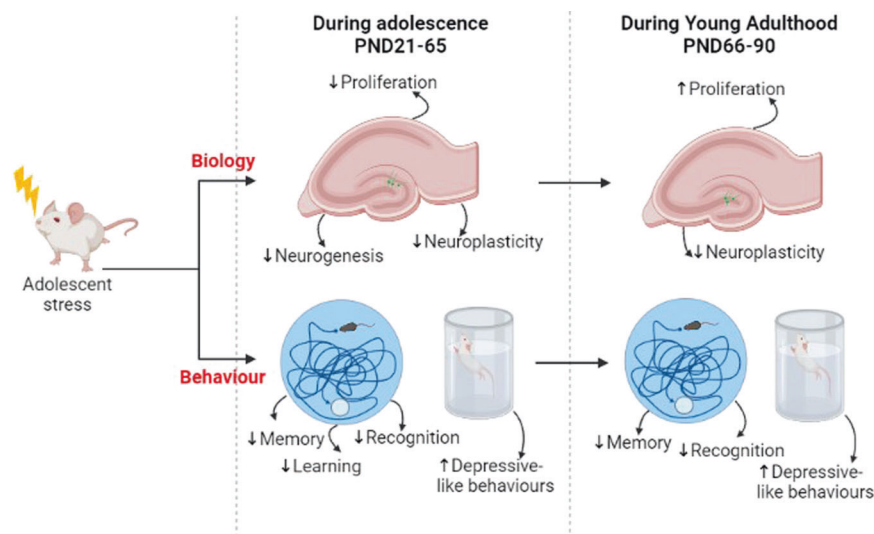 During adolescence
PND21-65
During Young Adulthood
PND66-90
↓Proliferation
↑Proliferation
Biology
↓Neurogenesis
↓Neuroplasticity
↓Neuroplasticity
Adolescent
stress
Behaviour
↓Memory
↓Recognition
↓Learning
↑Depressive-
like behaviours
↓Memory
↓Recognition
↑Depressive-
like behaviours